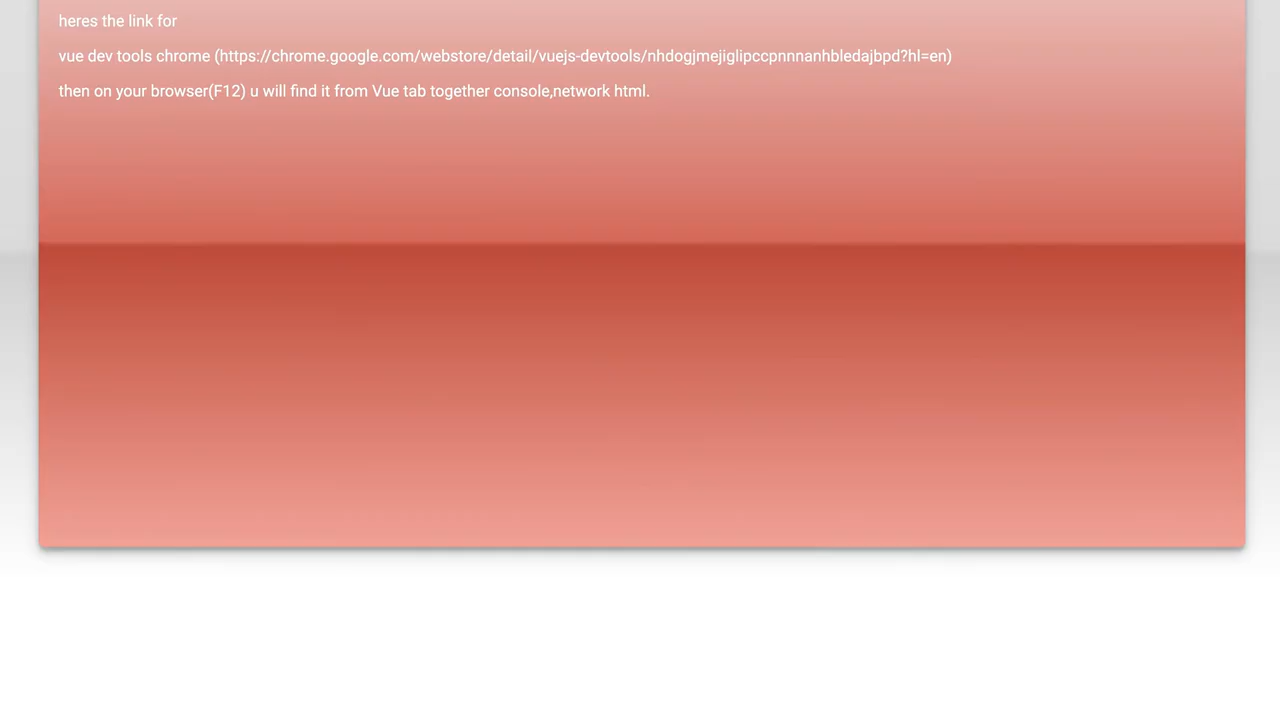 heres the link for
vue dev tools chrome (https://chrome.google.com/webstore/detail/vuejs-devtools/nhdogjmejiglipccpnnnanhbledajbpd?hl=en)
then on your browser(F12) u will find it from Vue tab together console,network html.